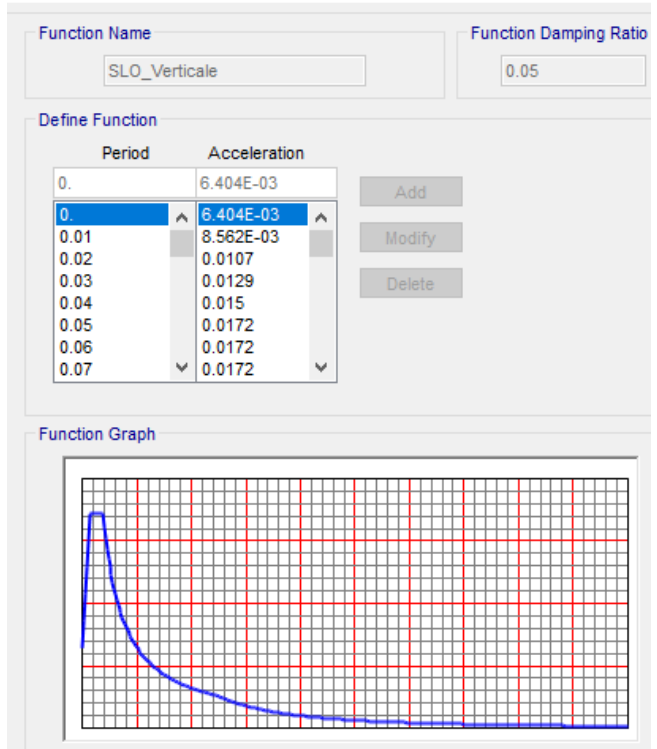 Function Name
Function Damping Ratio
SLO_Verticale
0.05
Define Function
Period Acceleration
0. 6.404E-03
Add
0. 6.404E-03
0.01 8.562E-03
Modify
0.02 0.0107
0.03 0.0129
Delete
0.04 0.015
0.05 0.0172
0.06 0.0172
0.07 0.0172
Function Graph